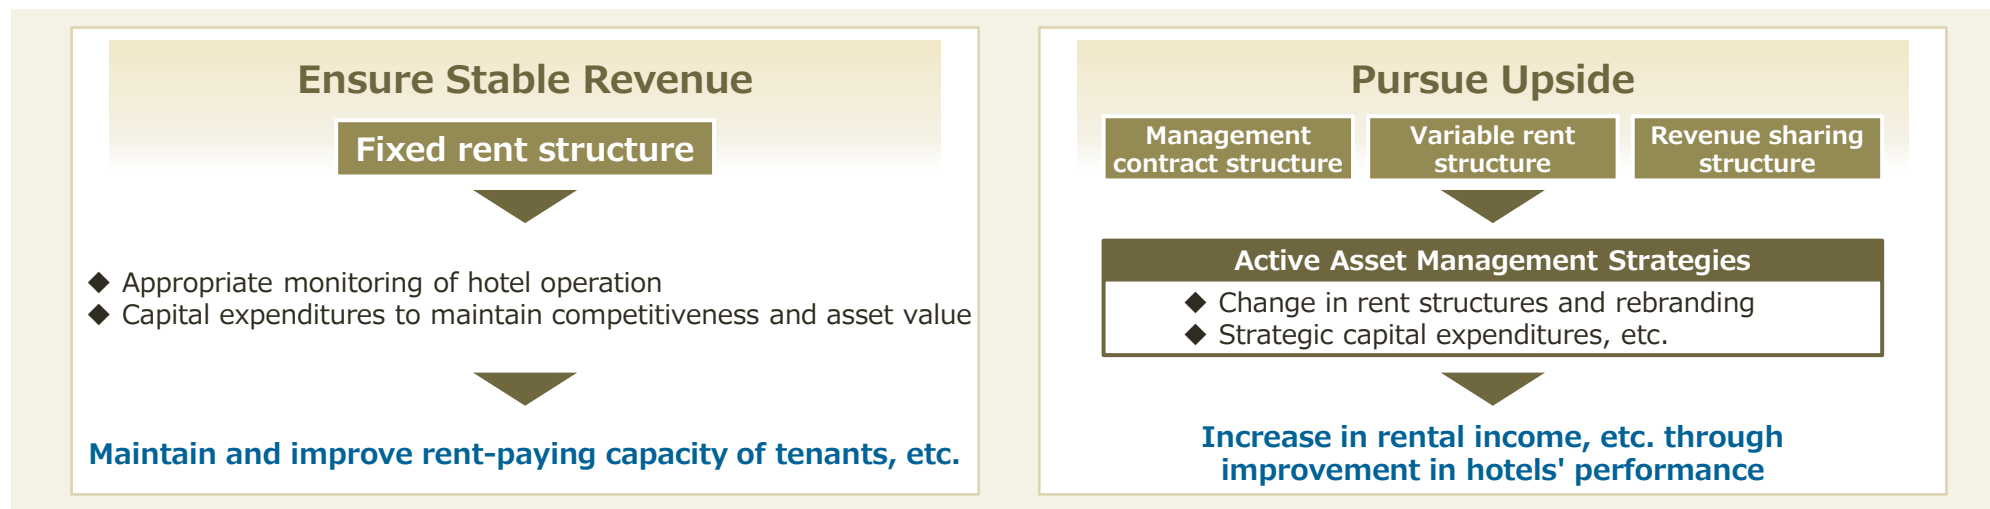 Ensure Stable Revenue
Fixed rent structure
◆ Appropriate monitoring of hotel operation
◆ Capital expenditures to maintain competitiveness and asset value
Maintain and improve rent-paying capacity of tenants, etc.
Pursue Upside
Management
contract structure
Variable rent
structure
Revenue sharing
structure
Active Asset Management Strategies
◆ Change in rent structures and rebranding
◆ Strategic capital expenditures, etc.
Increase in rental income, etc. through
improvement in hotels' performance